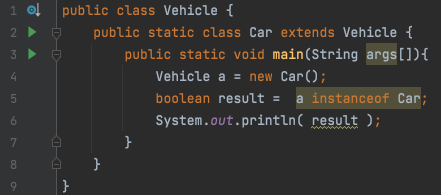 1 public class Vehicle {
2 public static class Car extends Vehicle {
3 public static void main(String args[]){
4 Vehicle a = new Car();
5 boolean result =  a instanceof Car;
6 System.out.println( result );
7 }
8 }
9 }